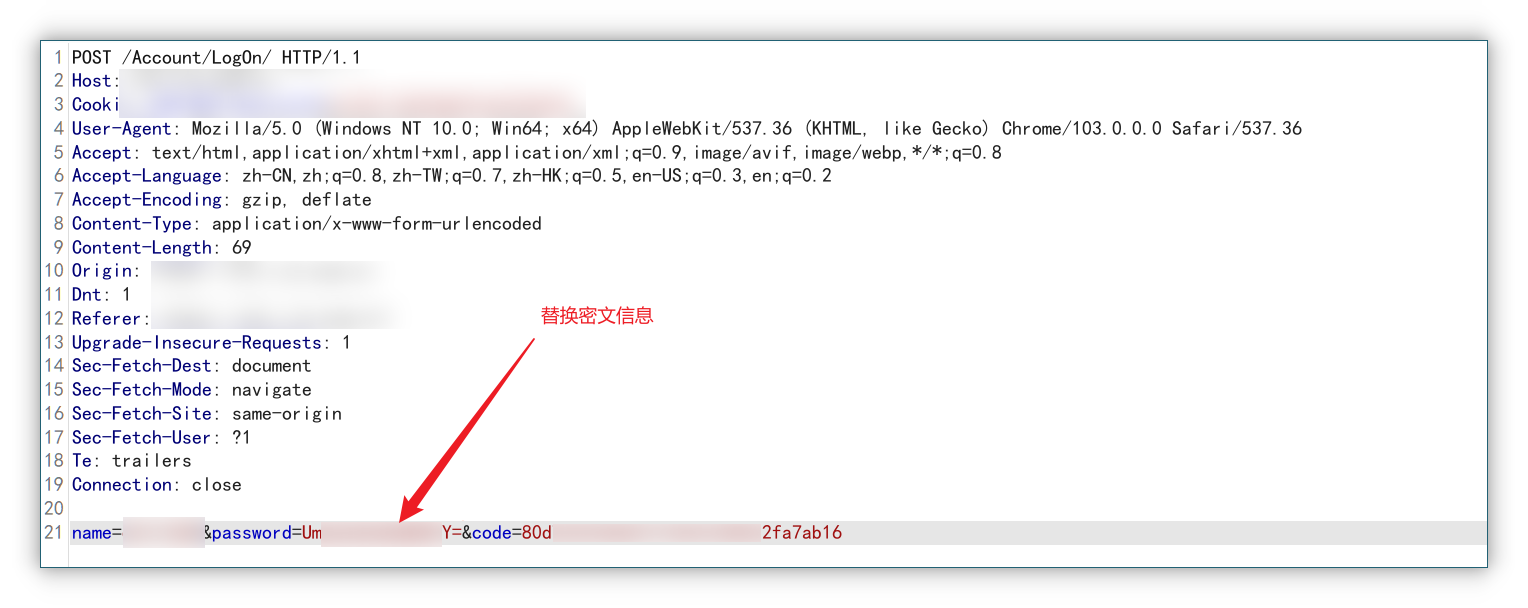 1 POST /Account/LogOn/ HTTP/1.1
2 Host:
3 Cooki
4 User-Agent: Mozilla/5.0 (Windows NT 10.0; Win64; x64) AppleWebKit/537.36 (KHTML, like Gecko) Chrome/103.0.0.0 Safari/537.36
5 Accept: text/html,application/xhtml+xml,application/xml;q=0.9,image/avif,image/webp,*/*;q=0.8
6 Accept-Language: zh-CN,zh;q=0.8,zh-TW;q=0.7,zh-HK;q=0.5,en-US;q=0.3,en;q=0.2
7 Accept-Encoding: gzip, deflate
8 Content-Type: application/x-www-form-urlencoded
9 Content-Length: 69
10 Origin:
11 Dnt: 1
12 Referer:
替换密文信息
13 Upgrade-Insecure-Requests: 1
14 Sec-Fetch-Dest: document
15 Sec-Fetch-Mode: navigate
16 Sec-Fetch-Site: same-origin
17 Sec-Fetch-User: ?1
18 Te: trailers
19 Connection: close
20
21 name= &password=Um Y=&code=80d 2fa7ab16